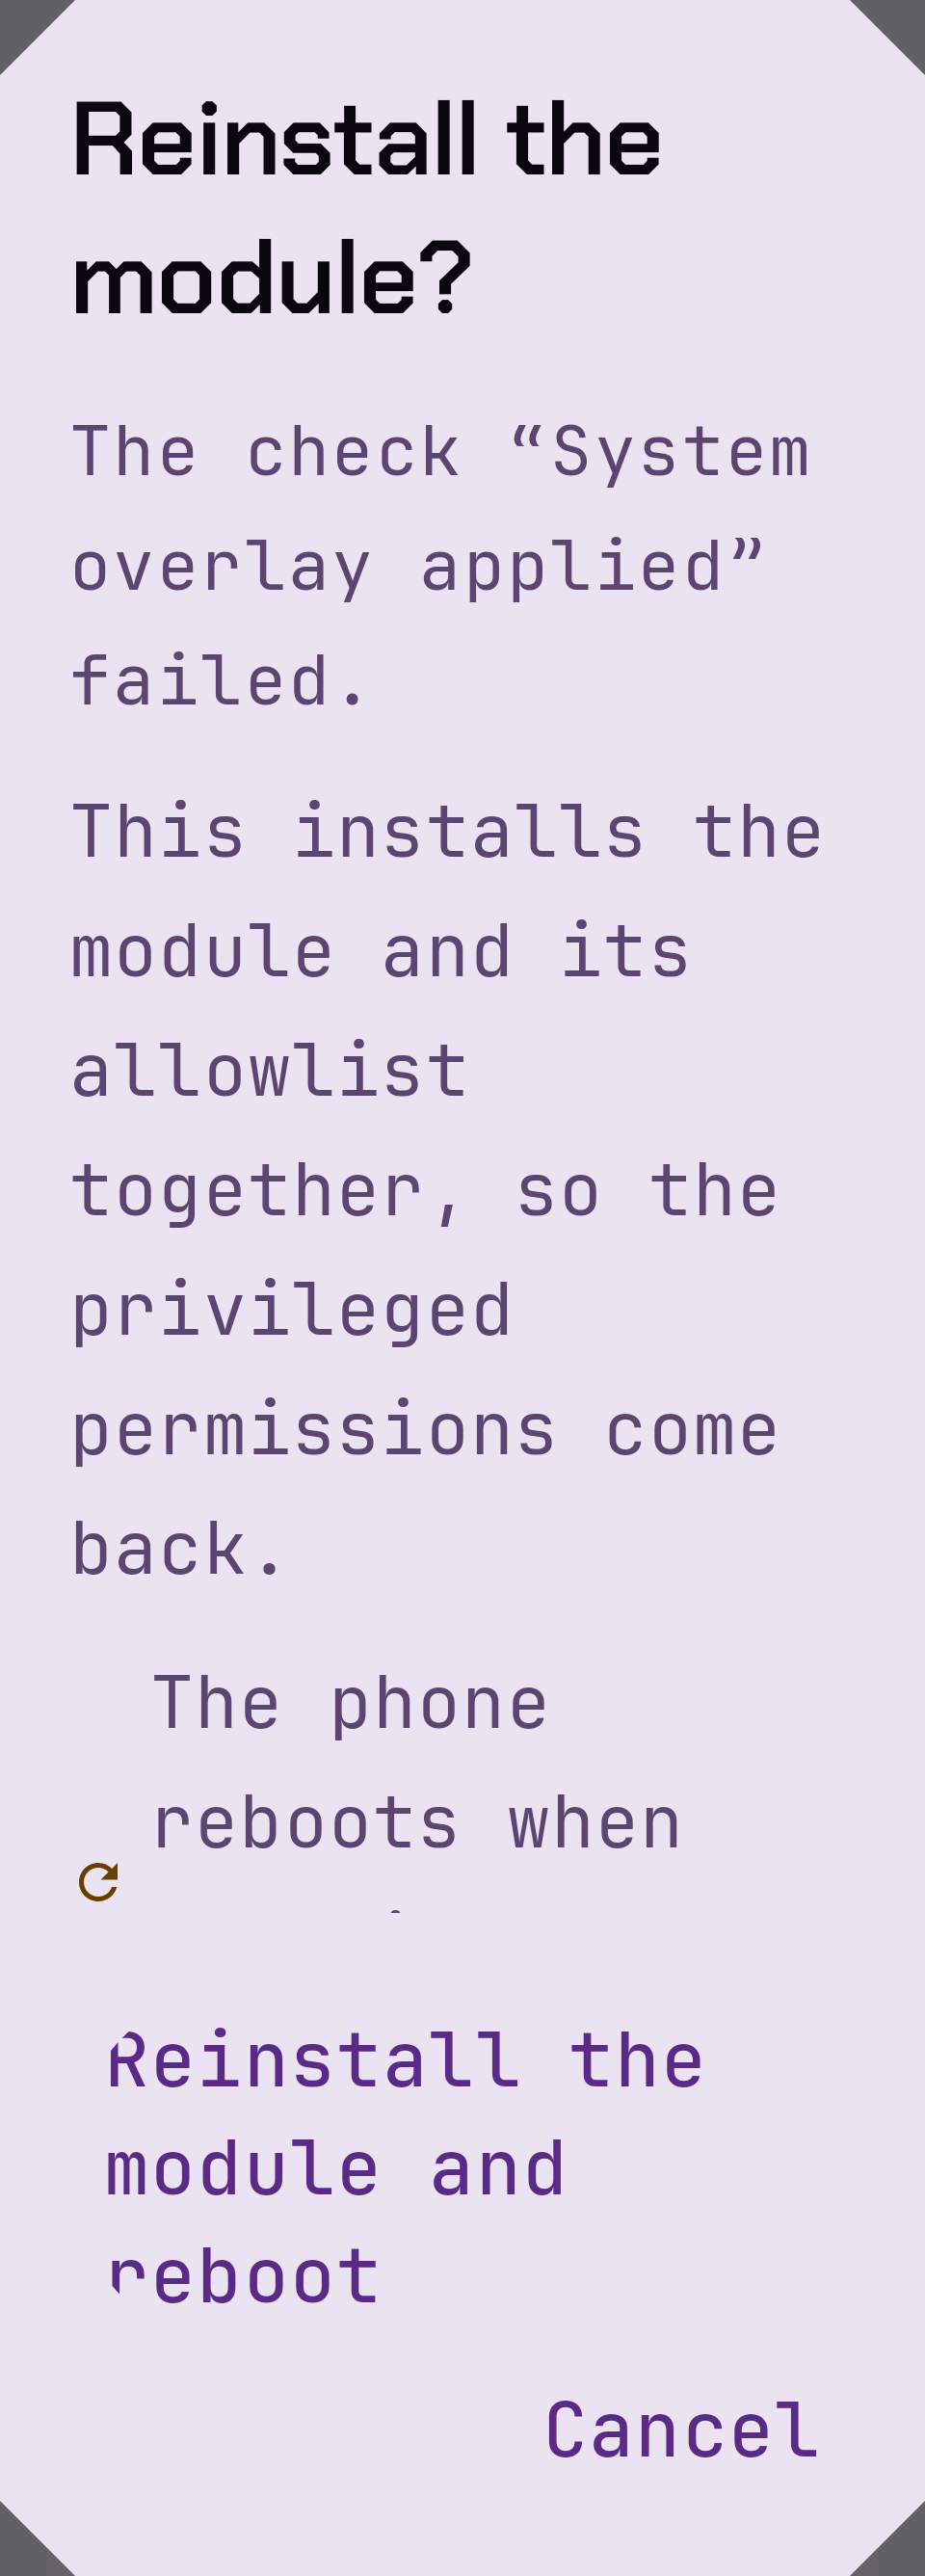 Reinstall the
module?
The check “System
overlay applied”
failed.
This installs the
module and its
allowlist
together, so the
privileged
permissions come
back.
The phone
reboots when
Reinstall the
module and
reboot
Cancel